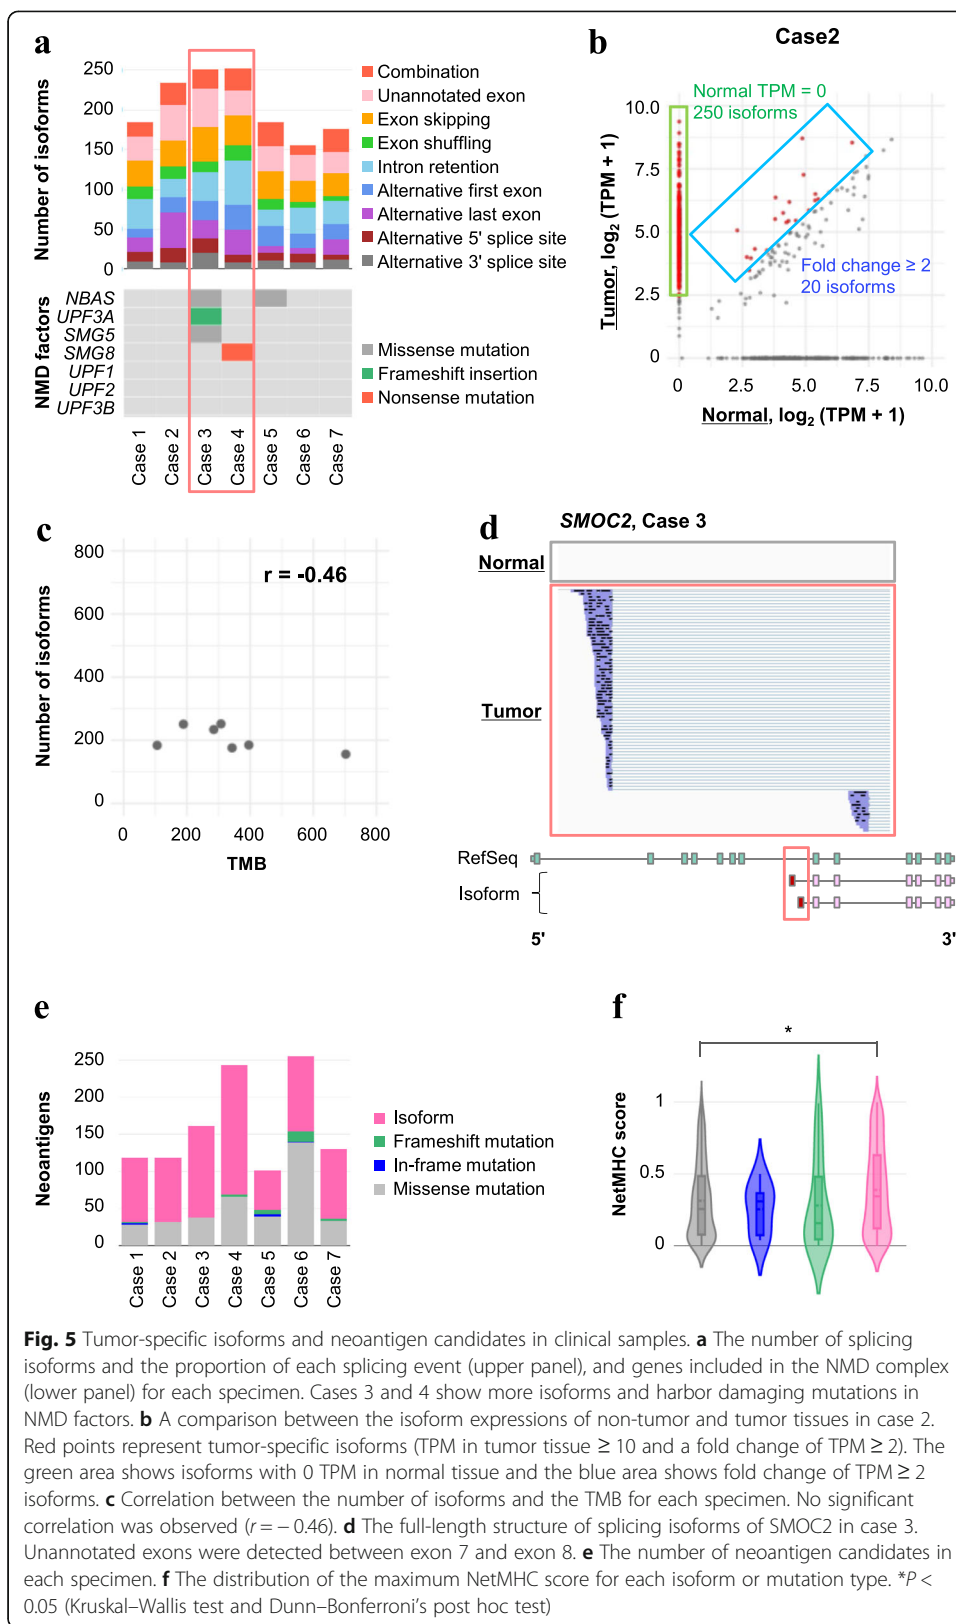 a
250
200
150
100
50
0
Number of isoforms
Combination
Unannotated exon
Exon skipping
Exon shuffling
Intron retention
Alternative first exon
Alternative last exon
Alternative 5' splice site
Alternative 3' splice site
NMD factors
NBAS
UPF3A
SMG5
SMG8
UPF1
UPF2
UPF3B
Missense mutation
Frameshift insertion
Nonsense mutation
Case 1
Case 2
Case 3
Case 4
Case 5
Case 6
Case 7
b
Case2
Normal TPM = 0
250 isoforms
Fold change ≥ 2
20 isoforms
Tumor, log2 (TPM + 1)
10.0
7.5
5.0
2.5
0
0 2.5 5.0 7.5 10.0
Normal, log2 (TPM + 1)
c
r = -0.46
Number of isoforms
800
600
400
200
0
0 200 400 600 800
TMB
d
SMOC2, Case 3
Normal
Tumor
RefSeq
Isoform
5' 3'
e
Neoantigens
250
200
150
100
50
0
Isoform
Frameshift mutation
In-frame mutation
Missense mutation
Case 1
Case 2
Case 3
Case 4
Case 5
Case 6
Case 7
f
*
NetMHC score
1
0.5
0
Fig. 5 Tumor-specific isoforms and neoantigen candidates in clinical samples. a The number of splicing
isoforms and the proportion of each splicing event (upper panel), and genes included in the NMD complex
(lower panel) for each specimen. Cases 3 and 4 show more isoforms and harbor damaging mutations in
NMD factors. b A comparison between the isoform expressions of non-tumor and tumor tissues in case 2.
Red points represent tumor-specific isoforms (TPM in tumor tissue ≥ 10 and a fold change of TPM ≥ 2). The
green area shows isoforms with 0 TPM in normal tissue and the blue area shows fold change of TPM ≥ 2
isoforms. c Correlation between the number of isoforms and the TMB for each specimen. No significant
correlation was observed (r = − 0.46). d The full-length structure of splicing isoforms of SMOC2 in case 3.
Unannotated exons were detected between exon 7 and exon 8. e The number of neoantigen candidates in
each specimen. f The distribution of the maximum NetMHC score for each isoform or mutation type. *P <
0.05 (Kruskal–Wallis test and Dunn–Bonferroni's post hoc test)